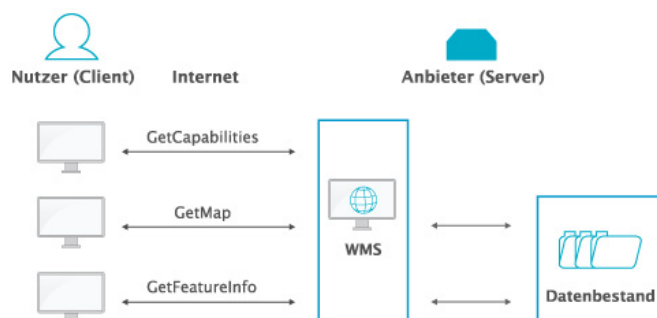 Nutzer (Client) Internet Anbieter (Server)
GetCapabilities
GetMap
WMS
GetFeatureInfo
Datenbestand